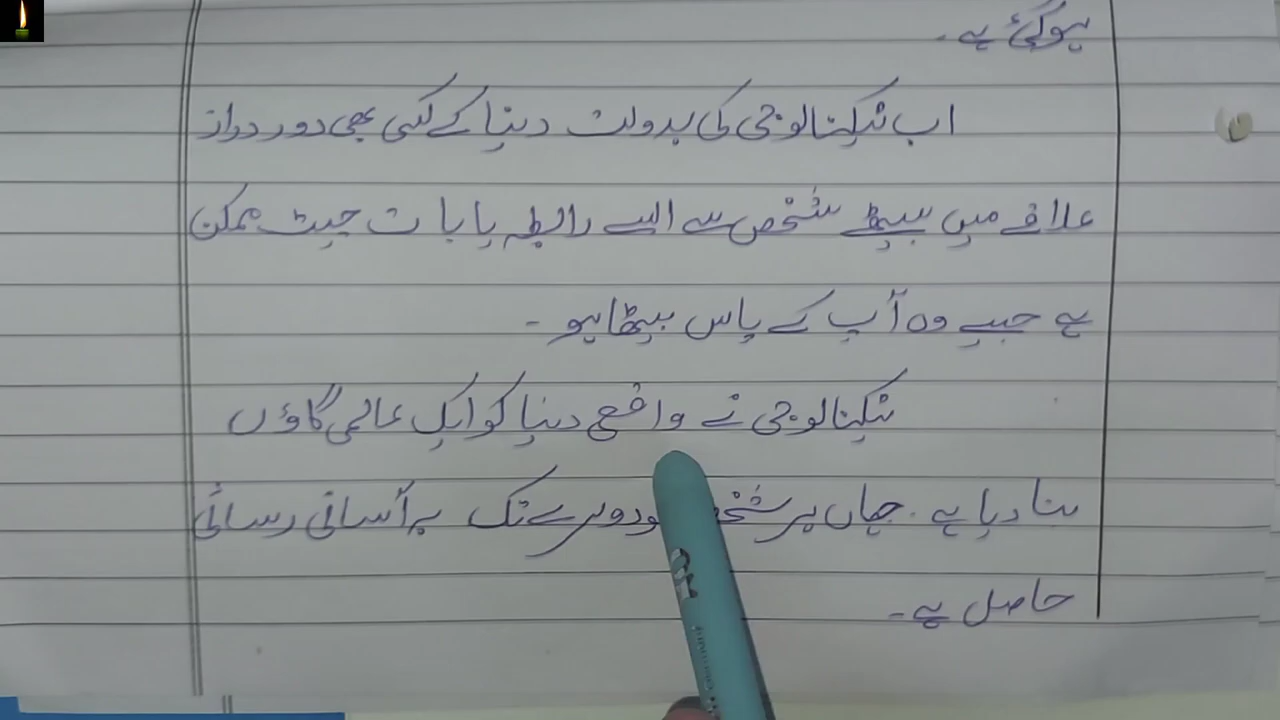 ہوگئی ہے۔
اب ٹیکنالوجی کی بدولت دنیا کے کسی بھی دور دراز
علاقے میں بیٹھے شخص سے ایسے رابطہ یا بات چیت ممکن
ہے جیسے وہ آپ کے پاس بیٹھا ہو۔
ٹیکنالوجی نے واقعی دنیا کو ایک عالمی گاؤں
بنا دیا ہے۔ جہاں ہر دوسرے تک بہ آسانی رسائی
حاصل ہے۔